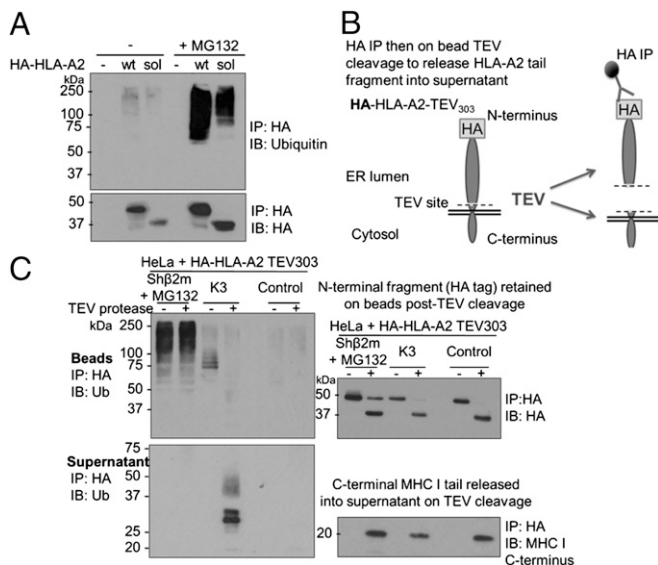 A
- + MG132
HA-HLA-A2 - wt sol - wt sol
kDa
250
100
75
50
37
IP: HA
IB: Ubiquitin
50
37
IP: HA
IB: HA
B
HA IP then on bead TEV
cleavage to release HLA-A2 tail
fragment into supernatant
HA-HLA-A2-TEV303
HA
N-terminus
ER lumen
TEV site
Cytosol
C-terminus
TEV
HA IP
HA
C
HeLa + HA-HLA-A2 TEV303
Shβ2m
+ MG132 K3 Control
TEV protease - + - + - +
kDa
250
100
75
50
37
Beads
IP: HA
IB: Ub
75
50
37
25
20
Supernatant
IP: HA
IB: Ub
N-terminal fragment (HA tag) retained
on beads post-TEV cleavage
HeLa + HA-HLA-A2 TEV303
Shβ2m
+ MG132 K3 Control
- + - + - +
kDa
50
37
IP:HA
IB: HA
C-terminal MHC I tail released
into supernatant on TEV cleavage
20
IP: HA
IB: MHC I
C-terminus